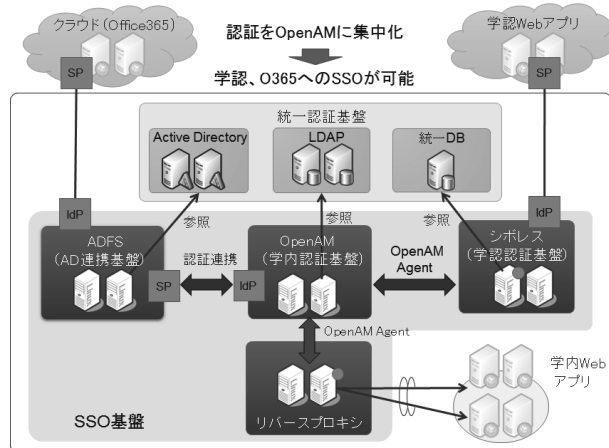 クラウド(Office365)
認証をOpenAMに集中化
学認Webアプリ
SP
SP
学認、O365へのSSOが可能
統一認証基盤
Active Directory
LDAP
統一DB
IdP
IdP
参照
参照
参照
ADFS
(AD連携基盤)
OpenAM
(学内認証基盤)
シボレス
(学認認証基盤)
認証連携
OpenAM
Agent
SP
IdP
OpenAM Agent
学内Web
アプリ
SSO基盤
リバースプロキシ